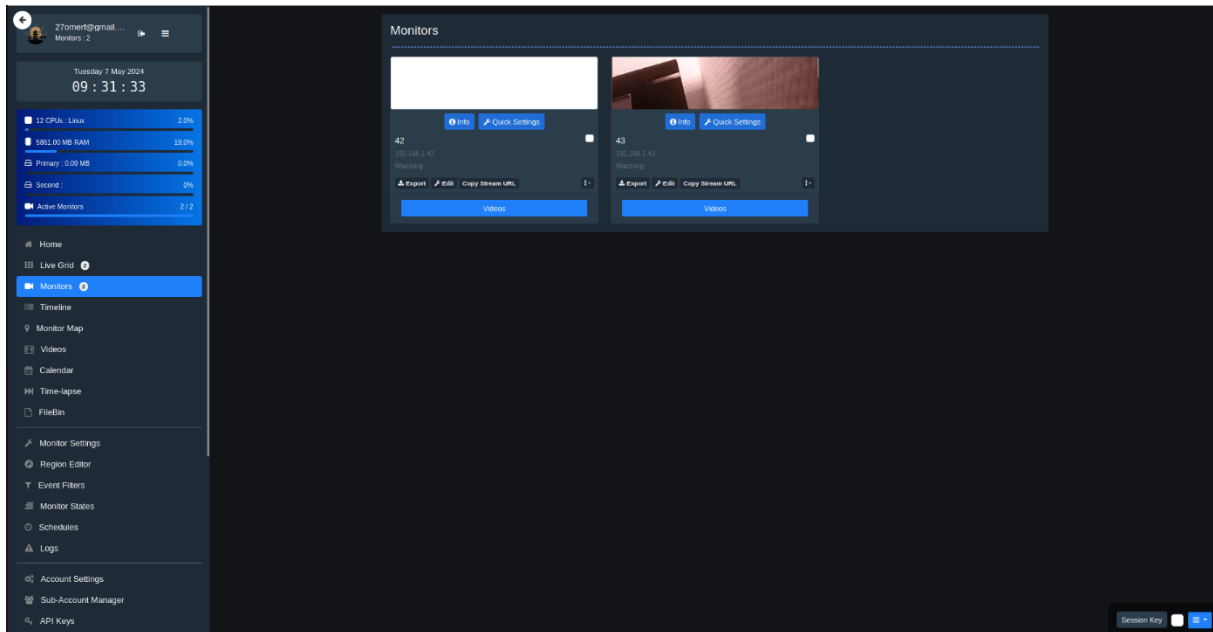 27omerf@gmail....
Monitors : 2
Tuesday 7 May 2024
09 : 31 : 33
12 CPUs : Linux 2.0%
5861.00 MB RAM 19.0%
Primary : 0.00 MB 0.0%
Second : 0%
Active Monitors 2 / 2
Home
Live Grid 2
Monitors 2
Timeline
Monitor Map
Videos
Calendar
Time-lapse
FileBin
Monitor Settings
Region Editor
Event Filters
Monitor States
Schedules
Logs
Account Settings
Sub-Account Manager
API Keys
Monitors
Info Quick Settings
42
192.168.1.42
Watching
Export Edit Copy Stream URL
Videos
Info Quick Settings
43
192.168.1.43
Watching
Export Edit Copy Stream URL
Videos
Session Key